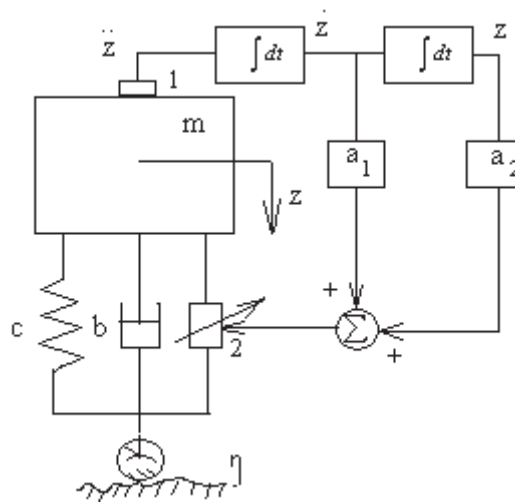 z̈
ż
z
∫dt
∫dt
1
m
a₁
a₂
z
+
c
b
2
Σ
+
η